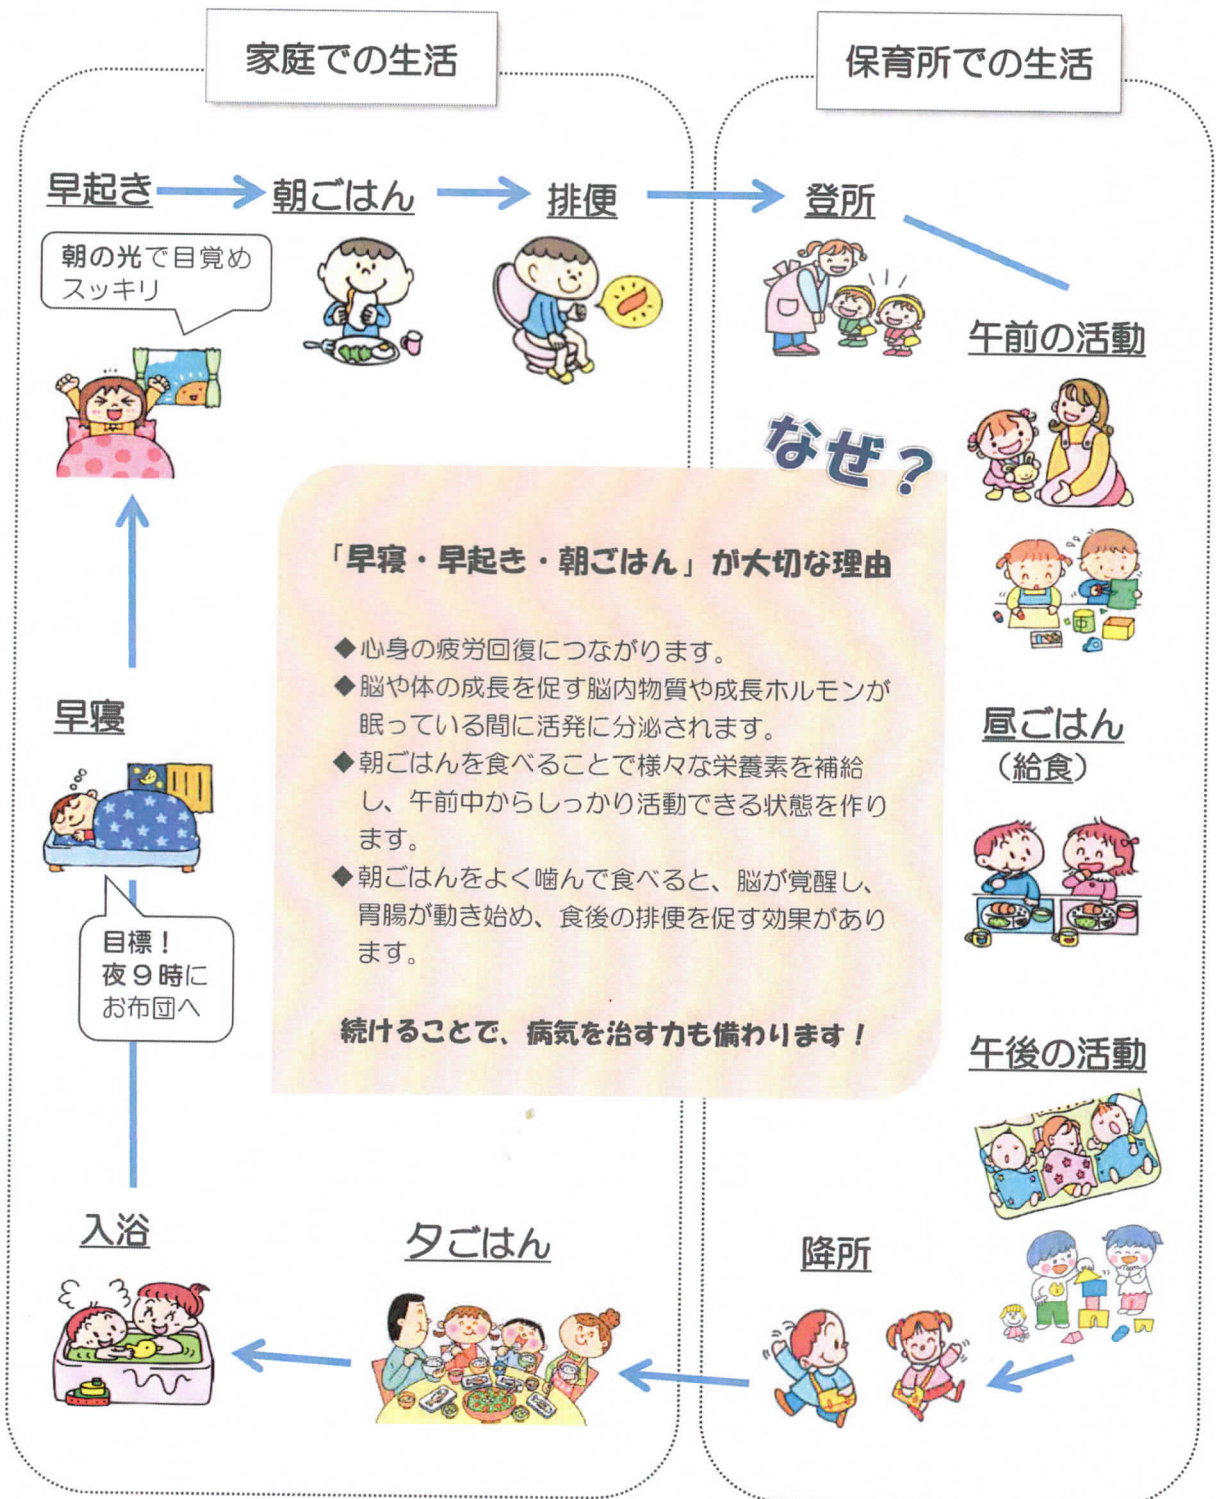 家庭での生活
保育所での生活
早起き
朝ごはん
排便
登所
朝の光で目覚め
スッキリ
午前の活動
なぜ？
「早寝・早起き・朝ごはん」が大切な理由
◆心身の疲労回復につながります。
◆脳や体の成長を促す脳内物質や成長ホルモンが
眠っている間に活発に分泌されます。
◆朝ごはんを食べることで様々な栄養素を補給
し、午前中からしっかり活動できる状態を作り
ます。
◆朝ごはんをよく噛んで食べると、脳が覚醒し、
胃腸が動き始め、食後の排便を促す効果があり
ます。
続けることで、病気を治す力も備わります！
早寝
目標！
夜９時に
お布団へ
昼ごはん
（給食）
午後の活動
入浴
夕ごはん
降所